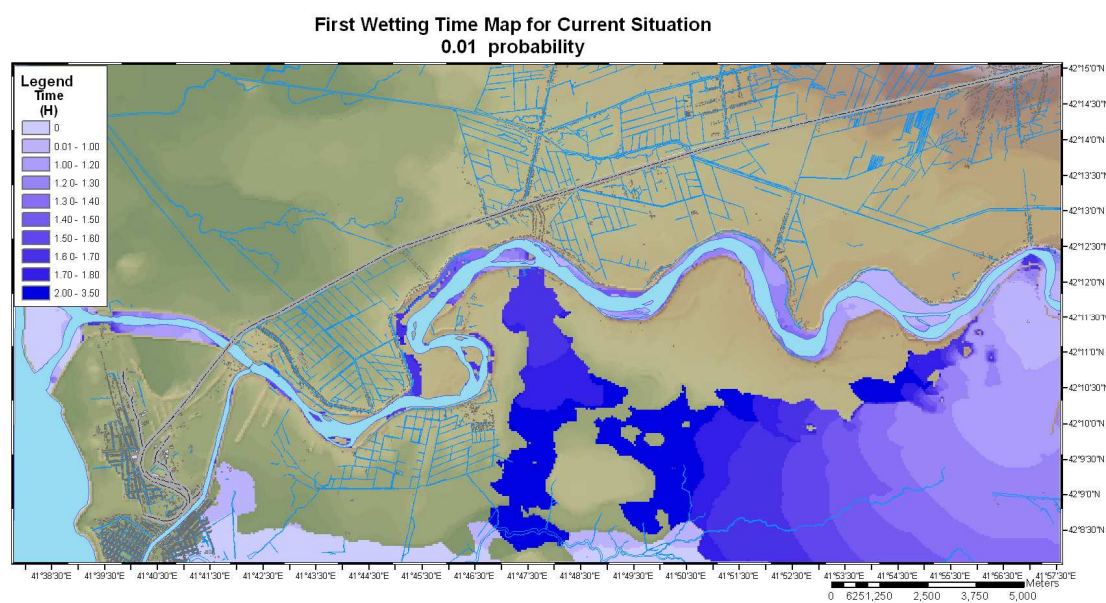 First Wetting Time Map for Current Situation
0.01 probability
Legend
Time
(H)
0
0.01 - 1.00
1.00 - 1.20
1.20- 1.30
1.30- 1.40
1.40 - 1.50
1.50 - 1.60
1.60 - 1.70
1.70 - 1.80
2.00 - 3.50
42°15'0"N
42°14'30"N
42°14'0"N
42°13'30"N
42°13'0"N
42°12'30"N
42°12'0"N
42°11'30"N
42°11'0"N
42°10'30"N
42°10'0"N
42°9'30"N
42°9'0"N
42°8'30"N
41°38'30"E 41°39'30"E 41°40'30"E 41°41'30"E 41°42'30"E 41°43'30"E 41°44'30"E 41°45'30"E 41°46'30"E 41°47'30"E 41°48'30"E 41°49'30"E 41°50'30"E 41°51'30"E 41°52'30"E 41°53'30"E 41°54'30"E 41°55'30"E 41°56'30"E 41°57'30"E
Meters
0 625 1,250 2,500 3,750 5,000